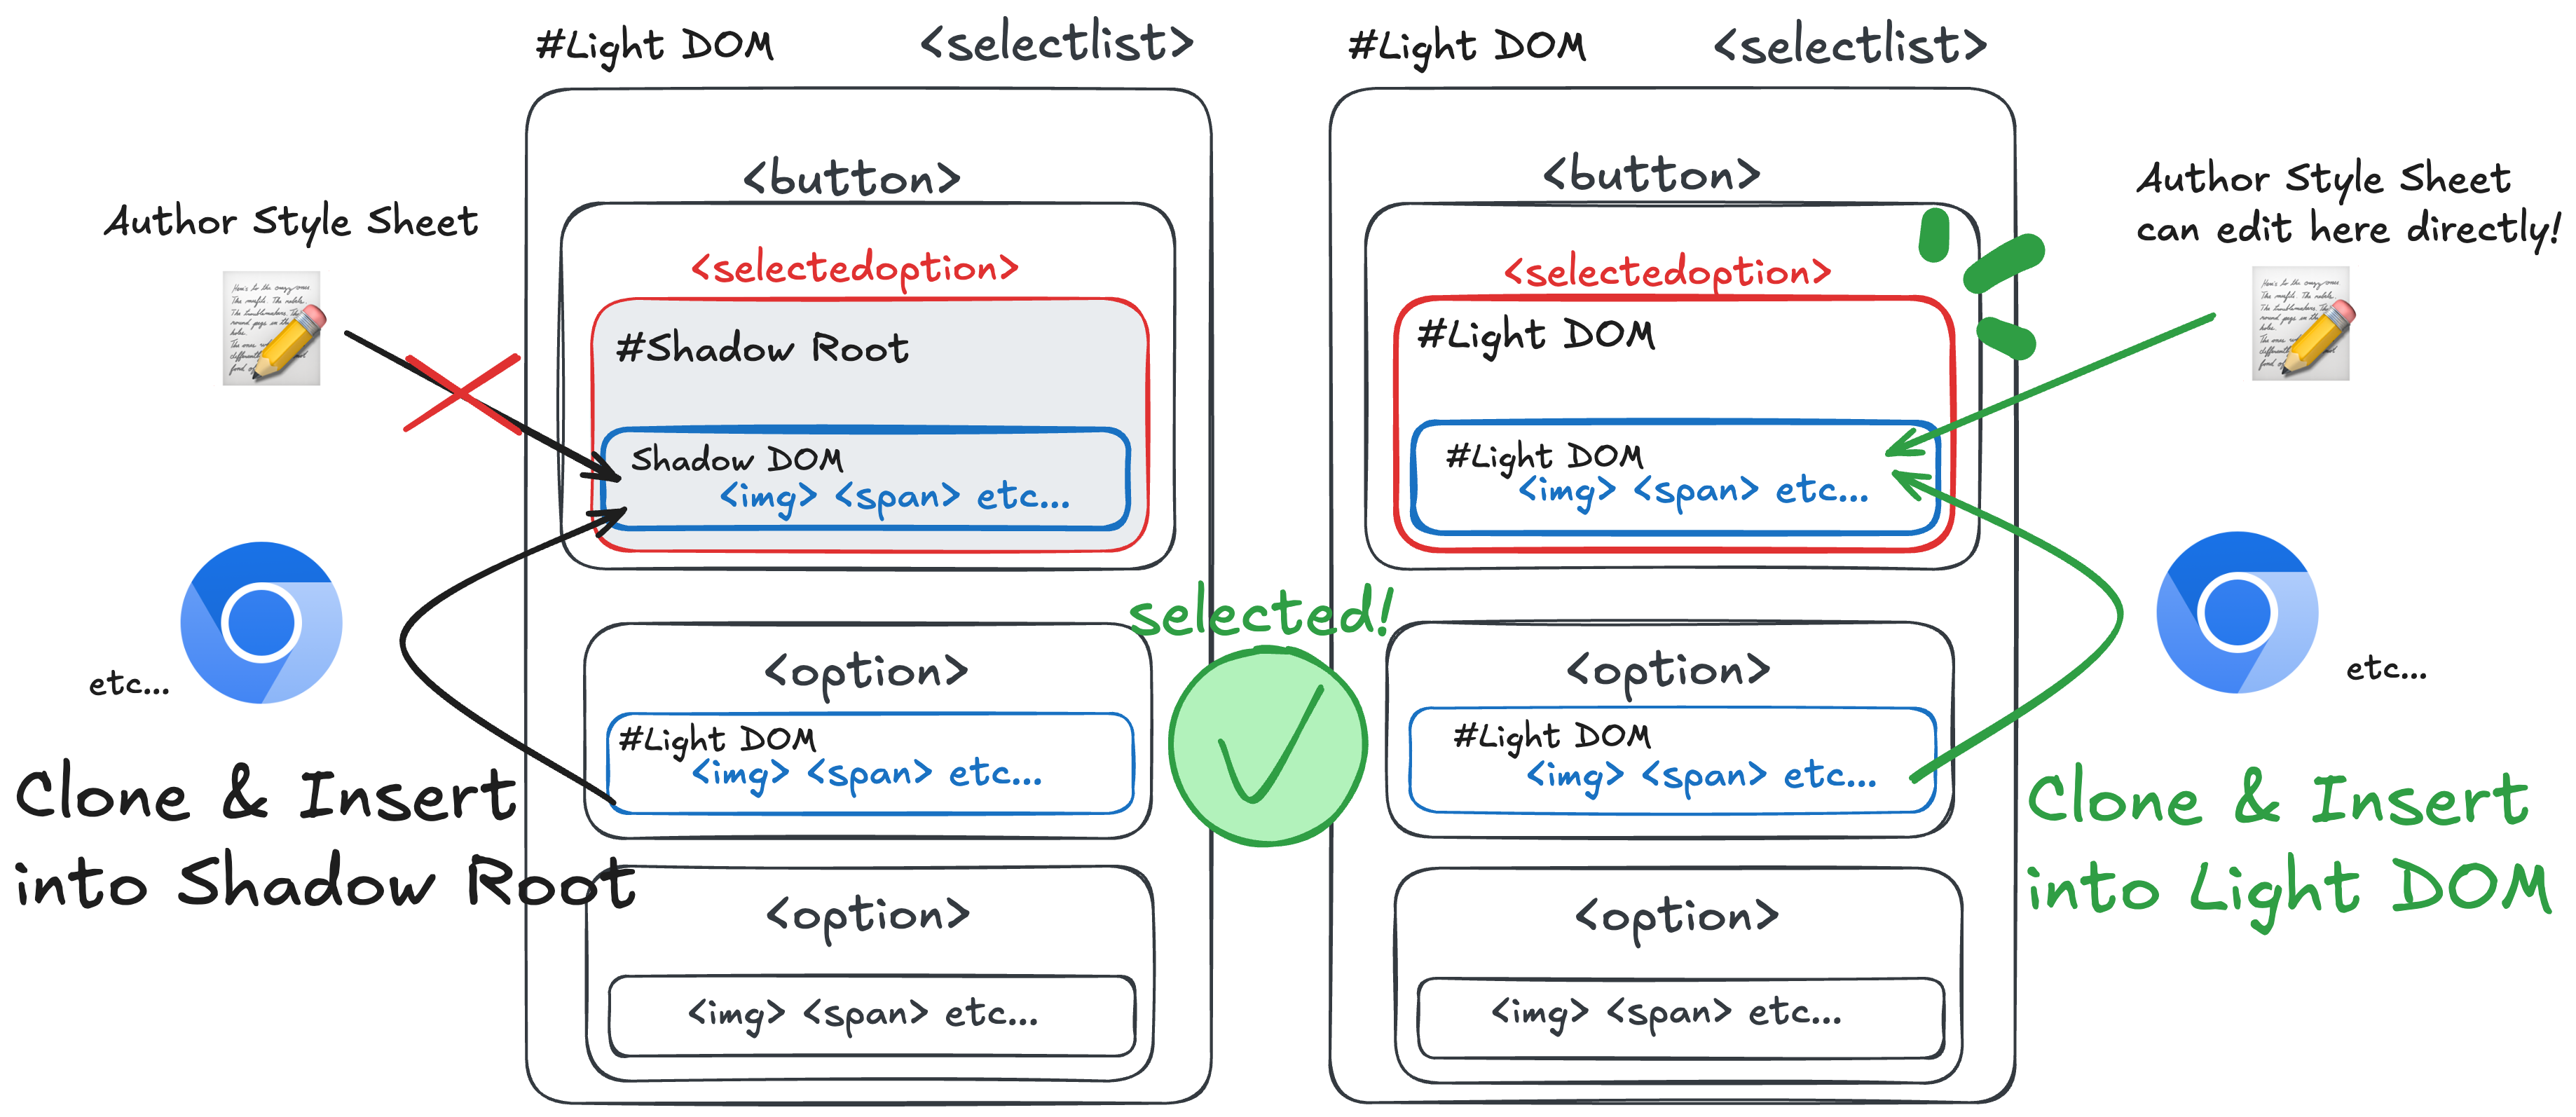 #Light DOM
<selectlist>
<button>
Author Style Sheet
<selectedoption>
#Shadow Root
Shadow DOM
<img> <span> etc...
etc...
Clone & Insert
into Shadow Root
<option>
#Light DOM
<img> <span> etc...
<option>
<img> <span> etc...
selected!
#Light DOM
<selectlist>
<button>
Author Style Sheet
can edit here directly!
<selectedoption>
#Light DOM
#Light DOM
<img> <span> etc...
<option>
#Light DOM
<img> <span> etc...
etc...
Clone & Insert
into Light DOM
<option>
<img> <span> etc...